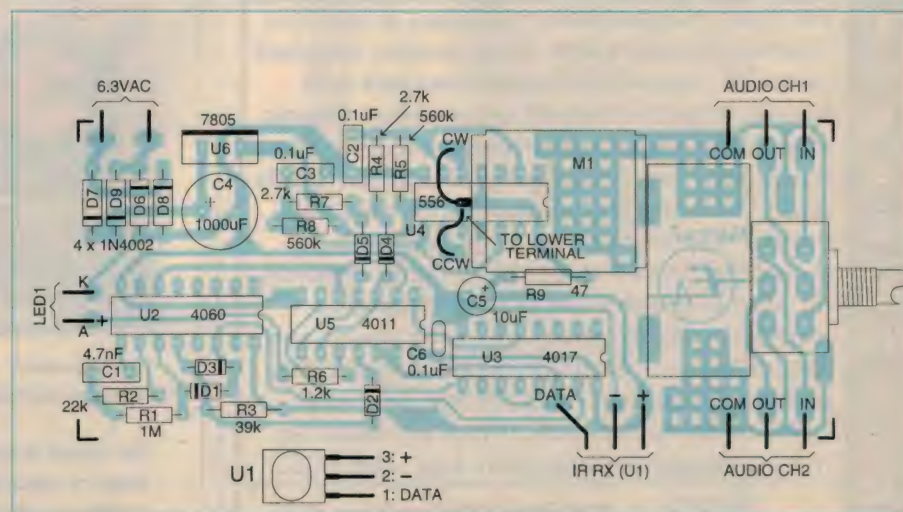 6.3VAC
AUDIO CH1
7805
U6
0.1uF
2.7k
560k
0.1uF
C2
R4
R5
CW
M1
COM OUT IN
C3
C4
D7
D9
D6
D8
2.7k
R7
1000uF
R8
560k
556
U4
TO LOWER
TERMINAL
4 x 1N4002
D5
D4
CCW
R9
47
K
LED1
A
+
U2 4060
U5 4011
C5
+
10uF
C6
0.1uF
U3 4017
4.7nF
C1
D3
R6
1.2k
D1
D2
R2
22k
R1
1M
R3
39k
DATA
-
+
COM OUT IN
IR RX (U1)
AUDIO CH2
U1
3: +
2: –
1: DATA